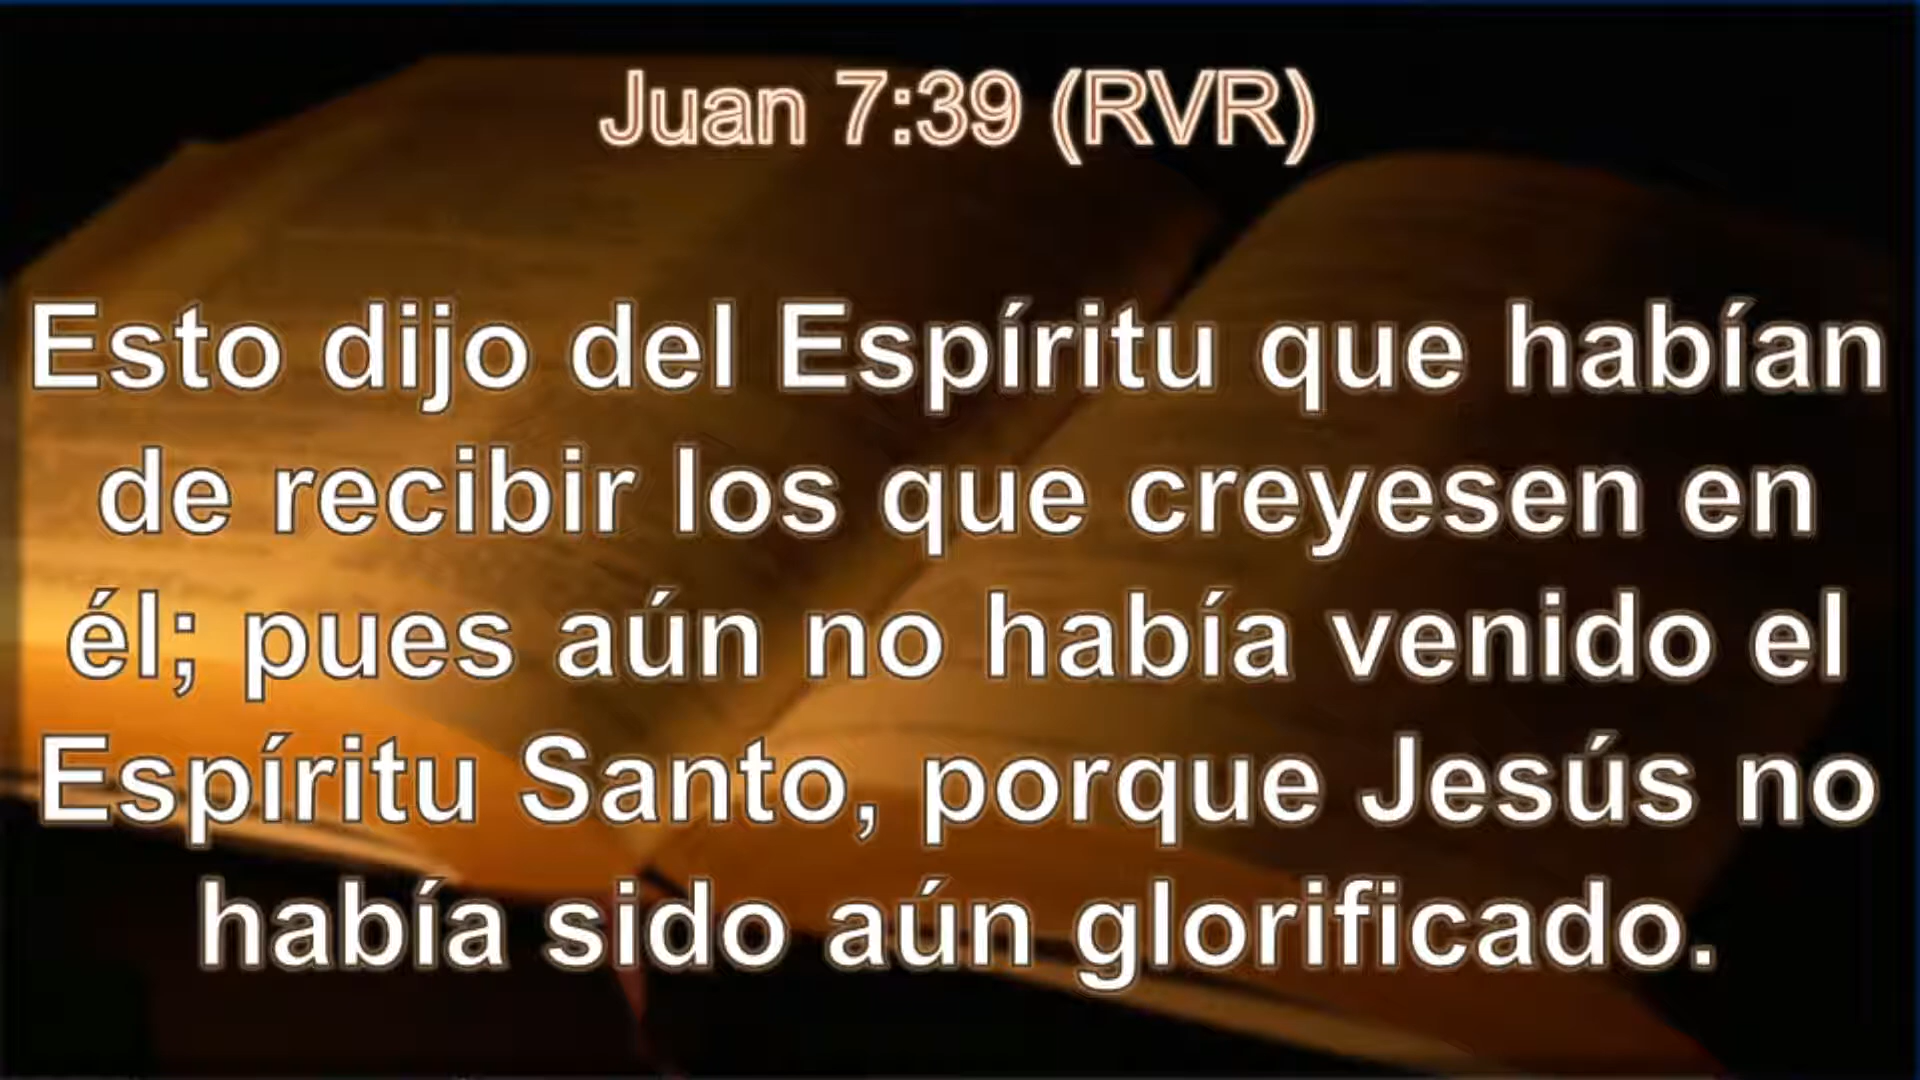 Juan 7:39 (RVR)
Esto dijo del Espíritu que habían
de recibir los que creyesen en
él; pues aún no había venido el
Espíritu Santo, porque Jesús no
había sido aún glorificado.